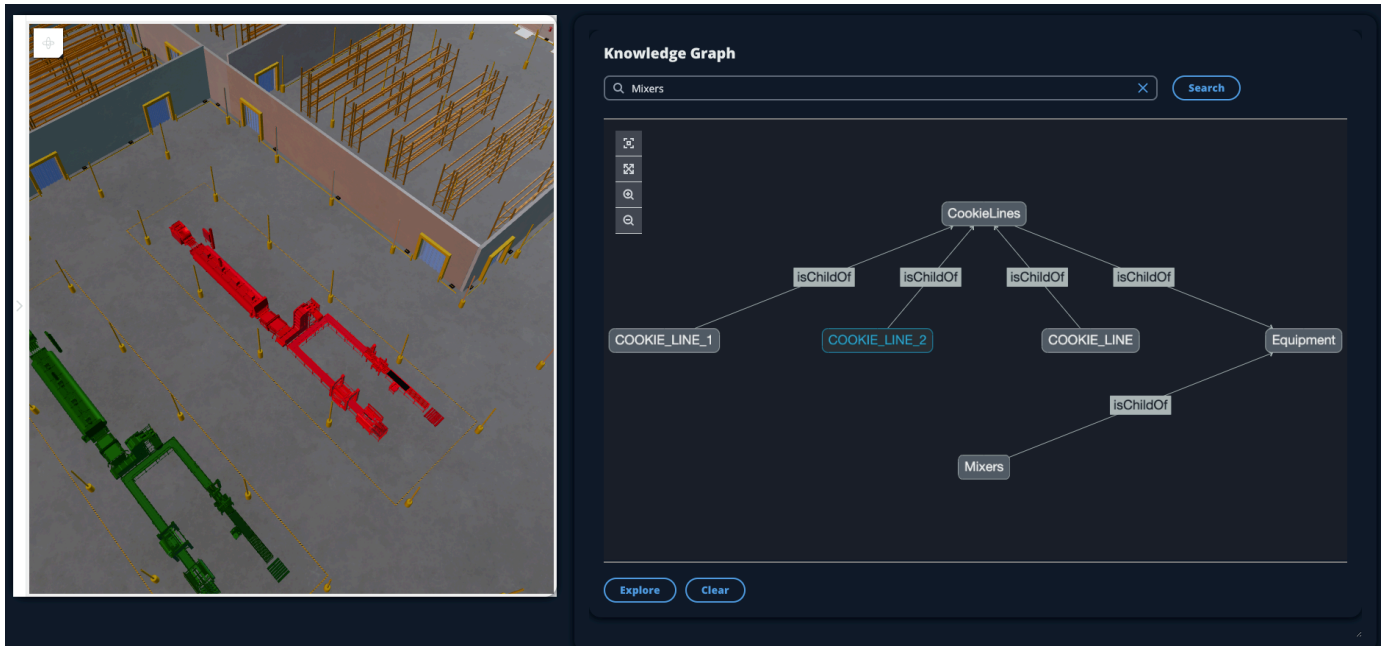 Knowledge Graph
Mixers
Search
CookieLines
isChildOf isChildOf isChildOf isChildOf
COOKIE_LINE_1 COOKIE_LINE_2 COOKIE_LINE Equipment
isChildOf
Mixers
Explore Clear